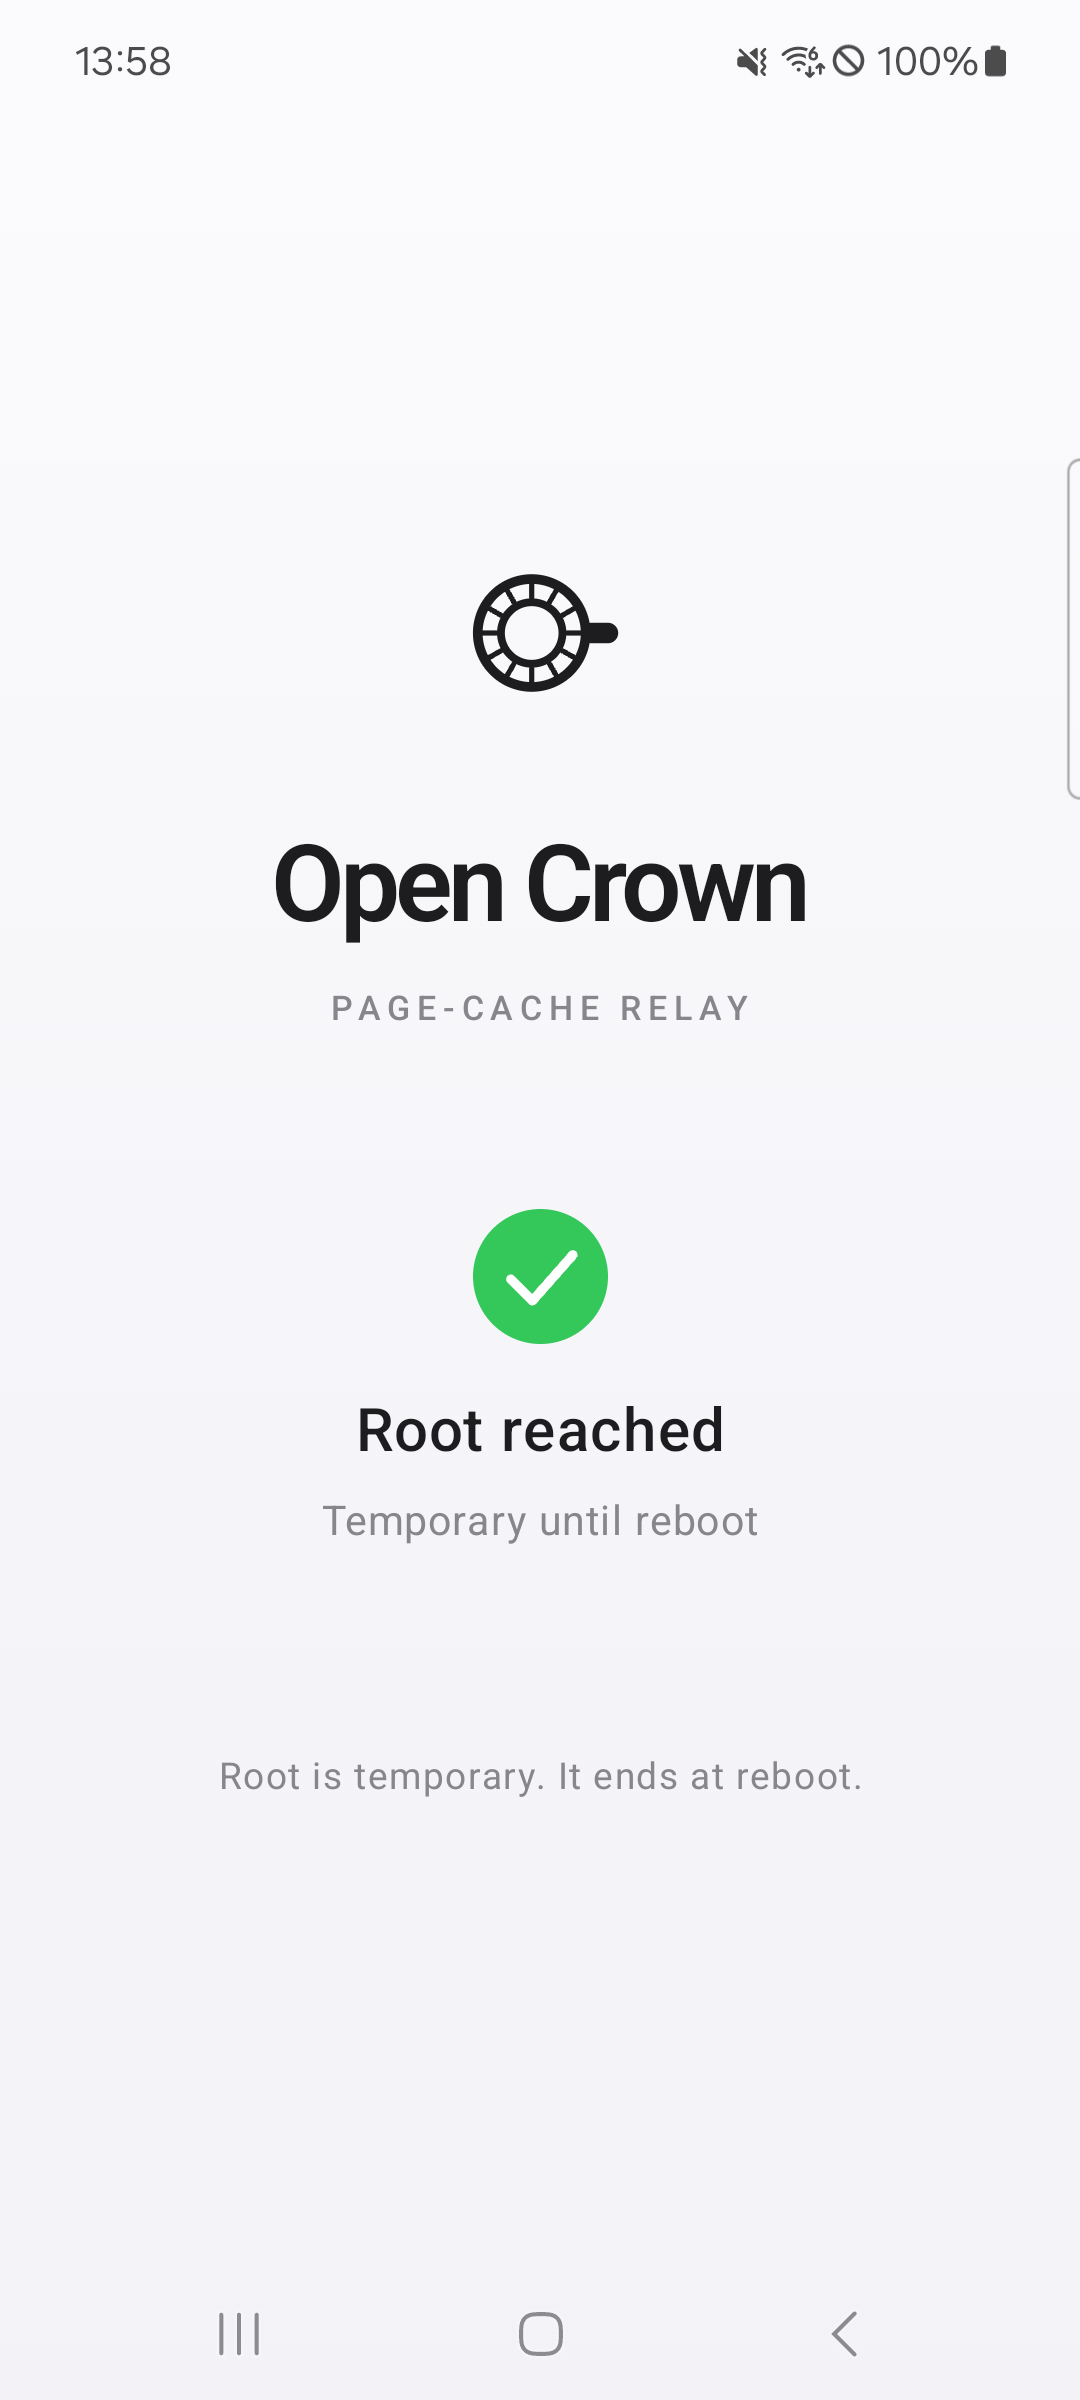 13:58 6 100%
Open Crown
PAGE-CACHE RELAY
Root reached
Temporary until reboot
Root is temporary. It ends at reboot.